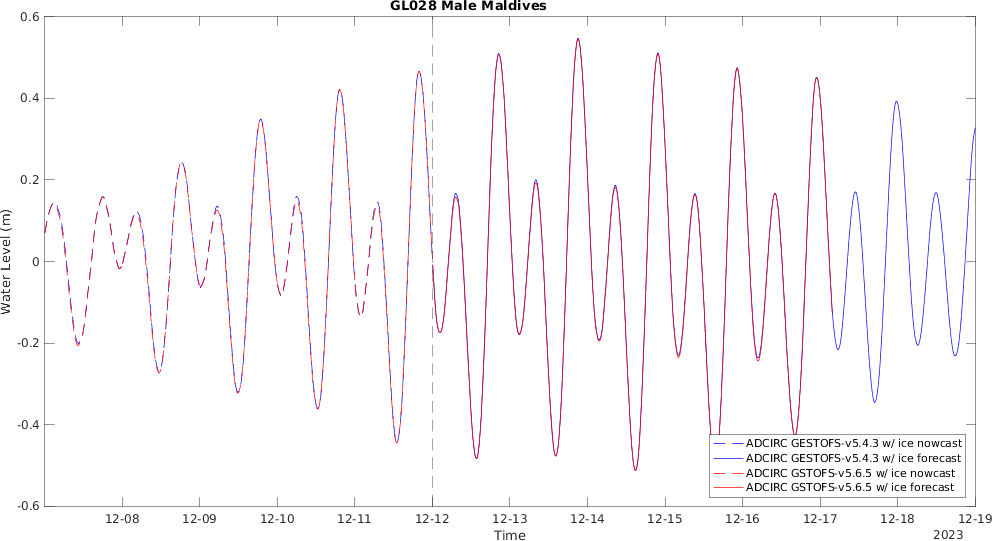 GL028 Male Maldives
0.6
0.4
0.2
0
-0.2
-0.4
-0.6
Water Level (m)
12-08
12-09
12-10
12-11
12-12
12-13
12-14
12-15
12-16
12-17
12-18
12-19
Time
2023
ADCIRC GESTOFS-v5.4.3 w/ ice nowcast
ADCIRC GESTOFS-v5.4.3 w/ ice forecast
ADCIRC GSTOFS-v5.6.5 w/ ice nowcast
ADCIRC GSTOFS-v5.6.5 w/ ice forecast